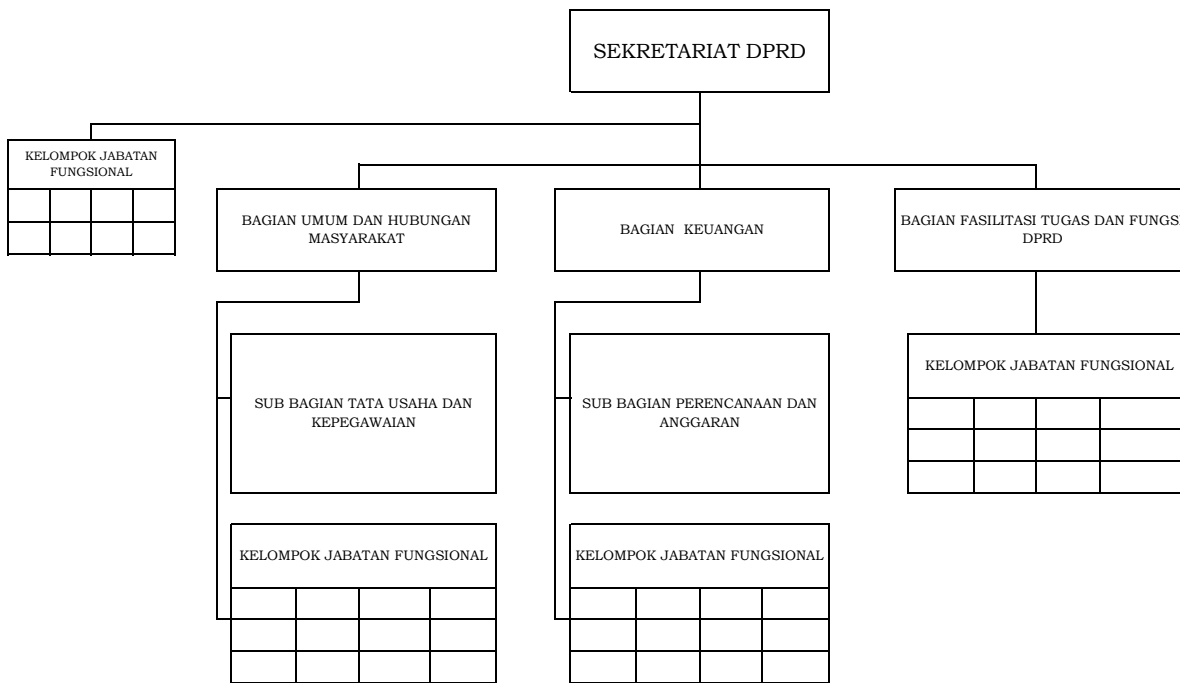 SEKRETARIAT DPRD
KELOMPOK JABATAN
FUNGSIONAL
BAGIAN UMUM DAN HUBUNGAN
MASYARAKAT
BAGIAN KEUANGAN
BAGIAN FASILITASI TUGAS DAN FUNGSI
DPRD
SUB BAGIAN TATA USAHA DAN
KEPEGAWAIAN
SUB BAGIAN PERENCANAAN DAN
ANGGARAN
KELOMPOK JABATAN FUNGSIONAL
KELOMPOK JABATAN FUNGSIONAL
KELOMPOK JABATAN FUNGSIONAL